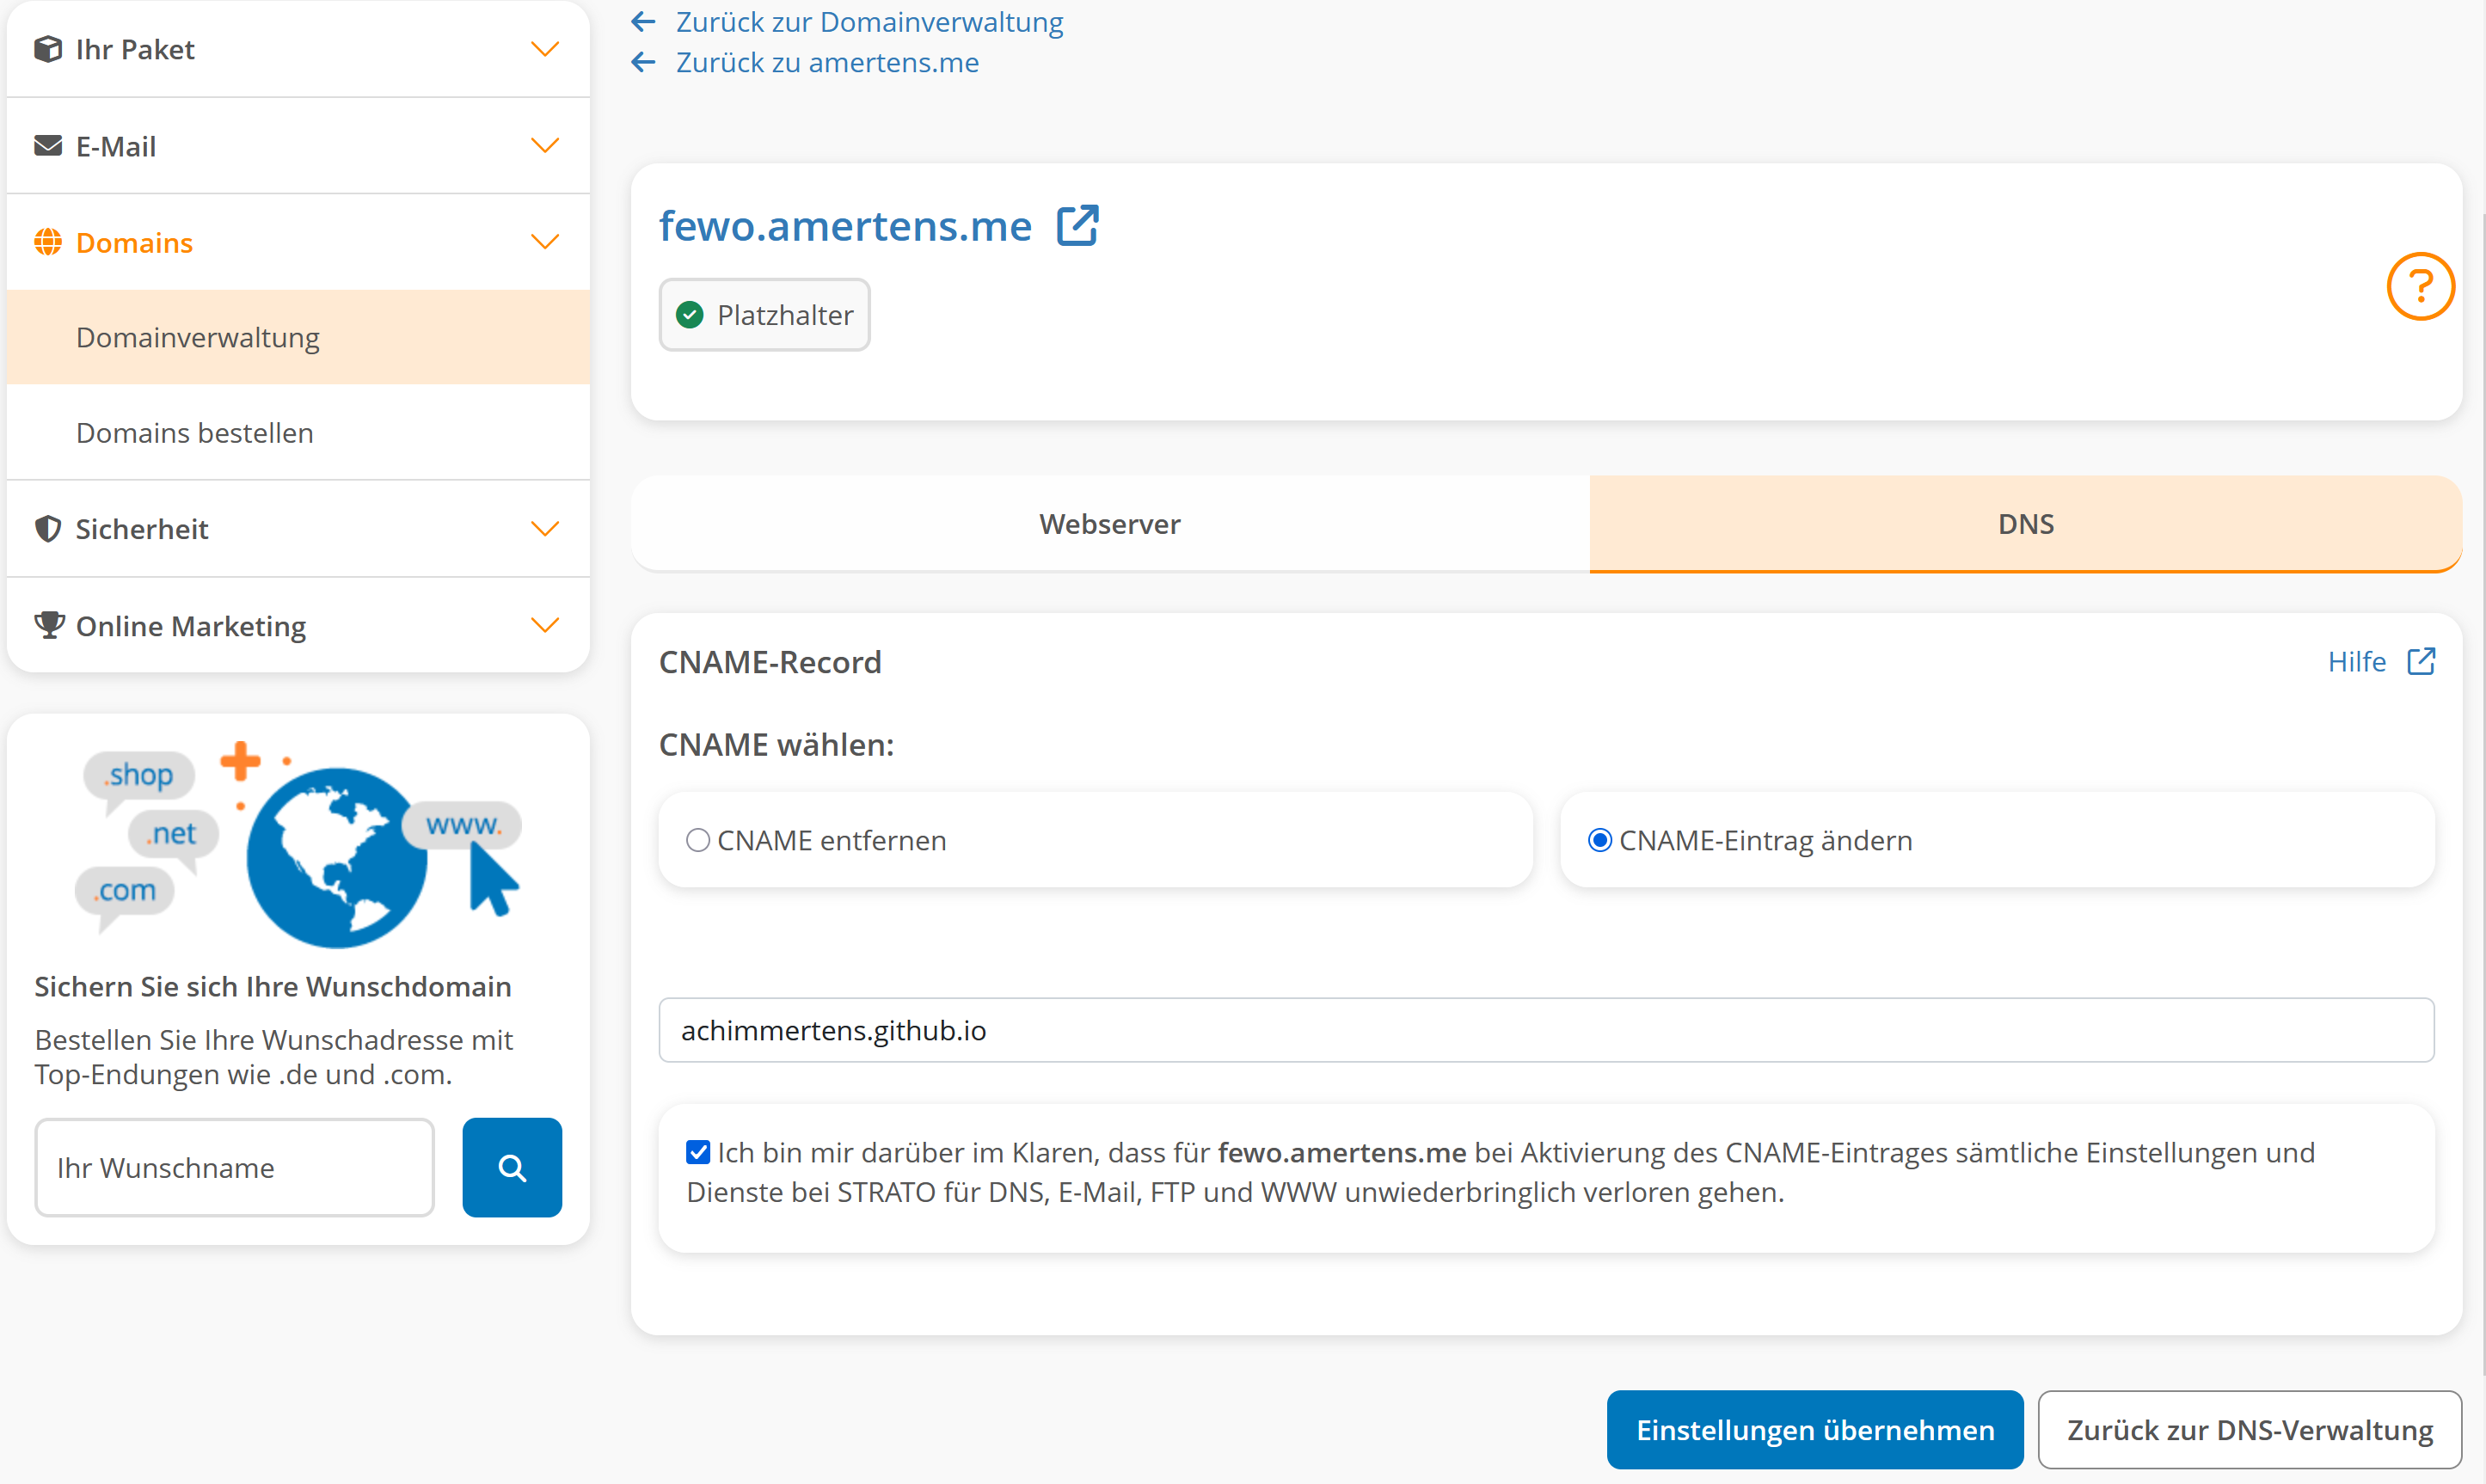 Ihr Paket
E-Mail
Domains
Domainverwaltung
Domains bestellen
Sicherheit
Online Marketing
.shop
.net
.com
www.
Sichern Sie sich Ihre Wunschdomain
Bestellen Sie Ihre Wunschadresse mit
Top-Endungen wie .de und .com.
Ihr Wunschname
Zurück zur Domainverwaltung
Zurück zu amertens.me
fewo.amertens.me
Platzhalter
?
Webserver
DNS
CNAME-Record
Hilfe
CNAME wählen:
CNAME entfernen
CNAME-Eintrag ändern
achimmertens.github.io
Ich bin mir darüber im Klaren, dass für fewo.amertens.me bei Aktivierung des CNAME-Eintrages sämtliche Einstellungen und
Dienste bei STRATO für DNS, E-Mail, FTP und WWW unwiederbringlich verloren gehen.
Einstellungen übernehmen
Zurück zur DNS-Verwaltung